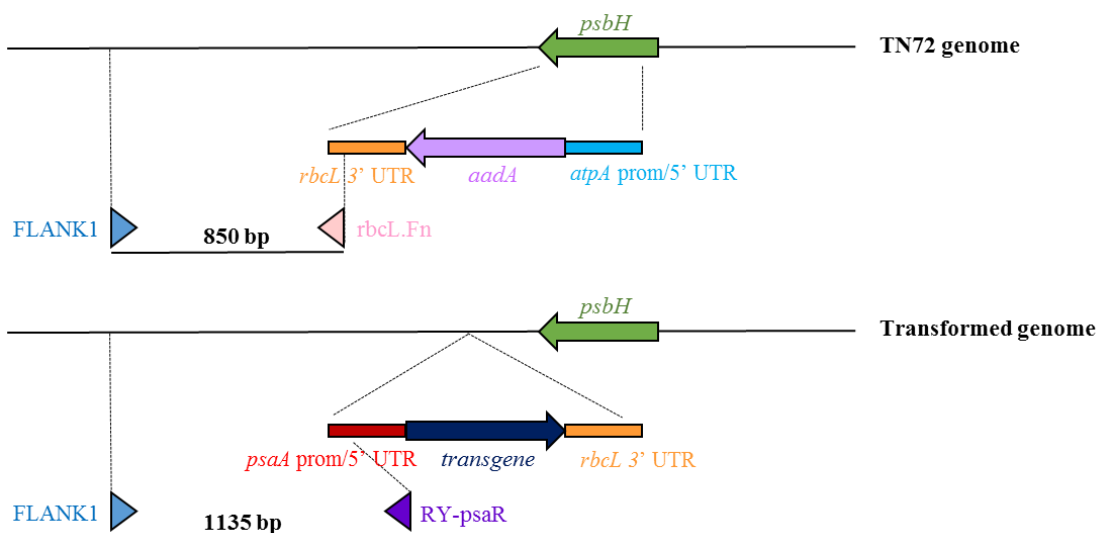 psbH
TN72 genome
rbcL 3’ UTR
aadA
atpA prom/5’ UTR
FLANK1
850 bp
rbcL.Fn
psbH
Transformed genome
psaA prom/5’ UTR
transgene
rbcL 3’ UTR
FLANK1
1135 bp
RY-psaR